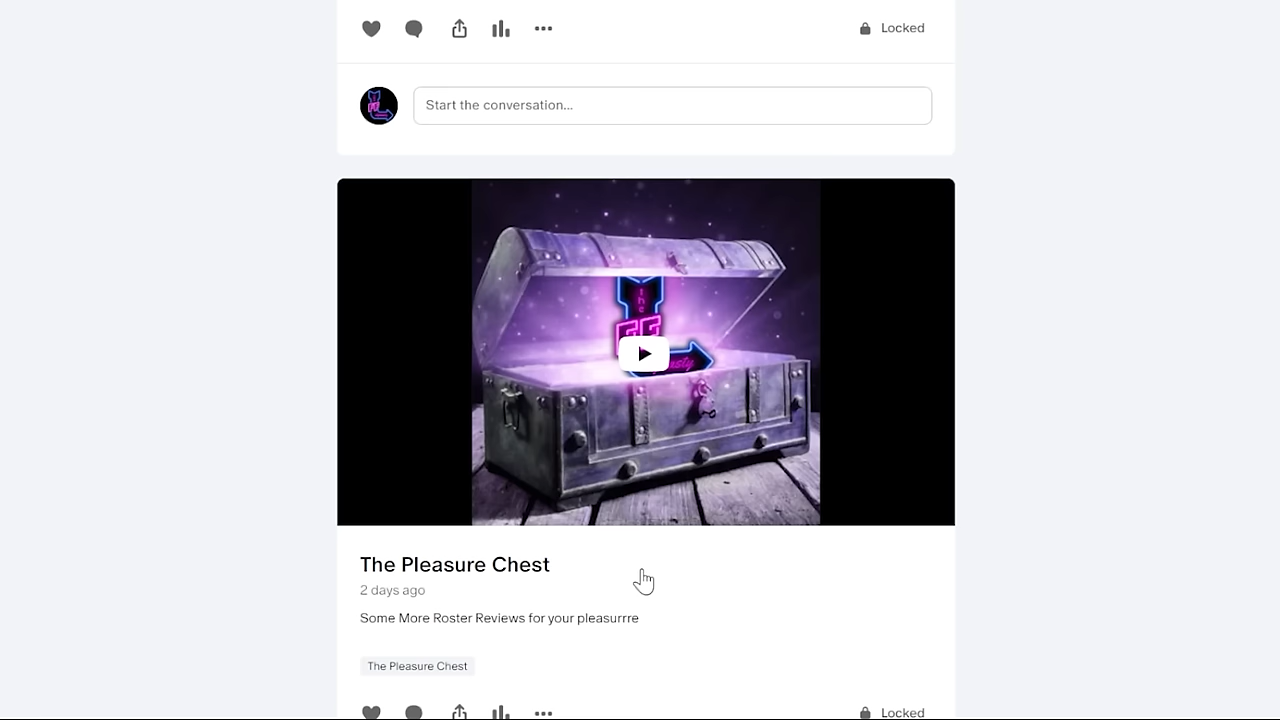 Locked
Start the conversation...
the
The Pleasure Chest
2 days ago
Some More Roster Reviews for your pleasurrre
The Pleasure Chest
Locked